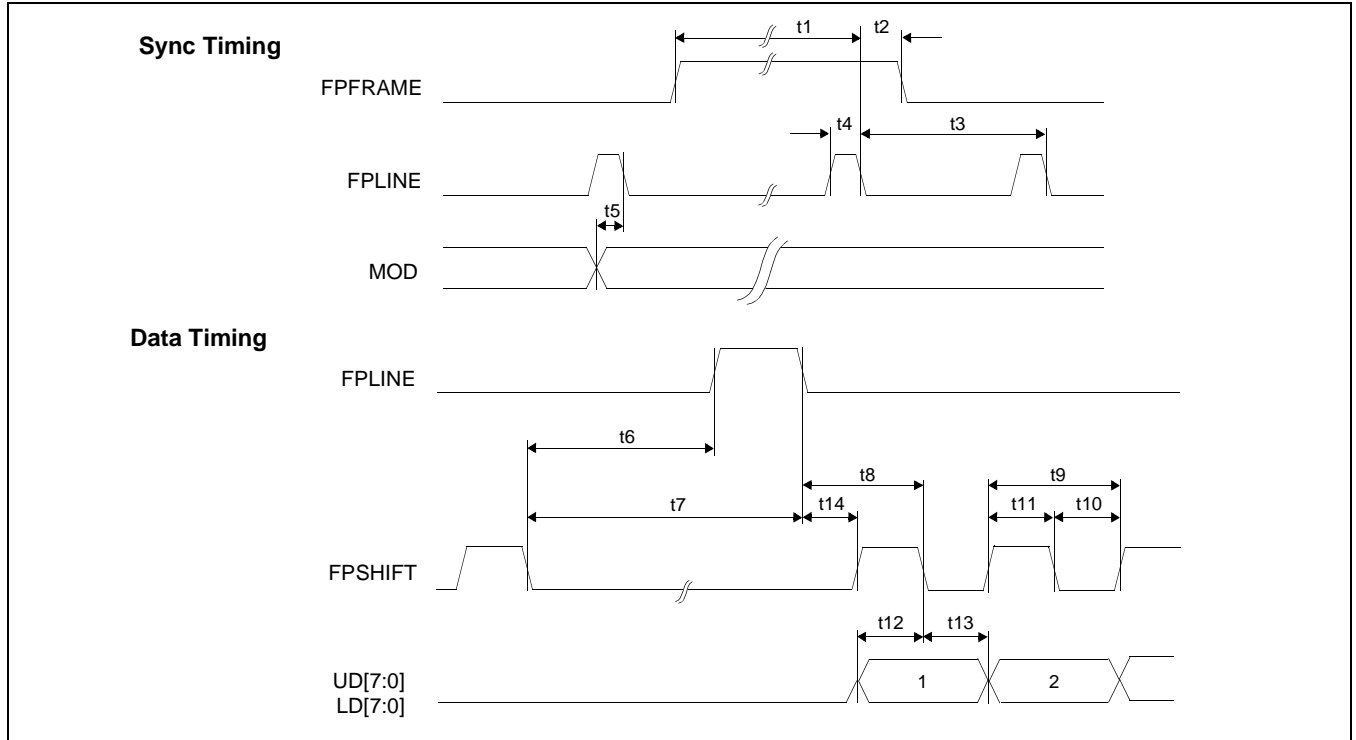 Sync Timing
t1
t2
FPFRAME
t4
t3
FPLINE
t5
MOD
Data Timing
FPLINE
t6
t8
t9
t7
t14
t11
t10
FPSHIFT
t12
t13
UD[7:0]
LD[7:0]
1
2